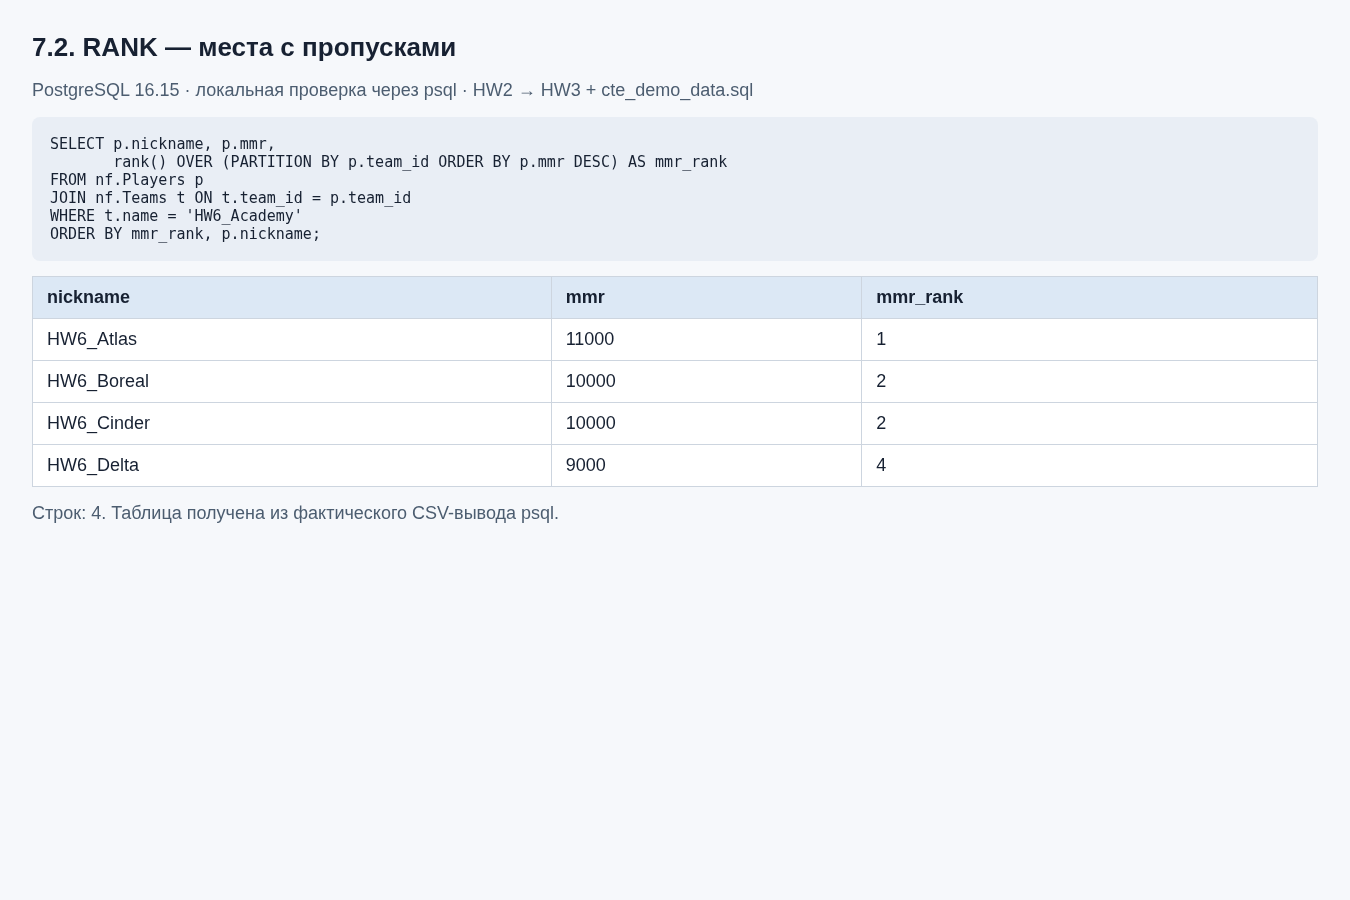 7.2. RANK — места с пропусками
PostgreSQL 16.15 · локальная проверка через psql · HW2 → HW3 + cte_demo_data.sql
SELECT p.nickname, p.mmr,
       rank() OVER (PARTITION BY p.team_id ORDER BY p.mmr DESC) AS mmr_rank
FROM nf.Players p
JOIN nf.Teams t ON t.team_id = p.team_id
WHERE t.name = 'HW6_Academy'
ORDER BY mmr_rank, p.nickname;
nickname mmr mmr_rank
HW6_Atlas 11000 1
HW6_Boreal 10000 2
HW6_Cinder 10000 2
HW6_Delta 9000 4
Строк: 4. Таблица получена из фактического CSV-вывода psql.